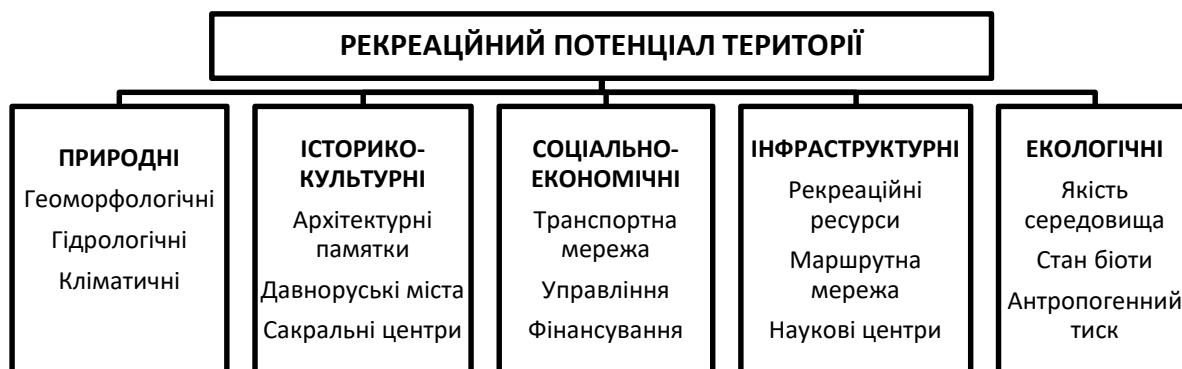 РЕКРЕАЦЙНИЙ ПОТЕНЦІАЛ ТЕРИТОРІЇ
ПРИРОДНІ
Геоморфологічні
Гідрологічні
Кліматичні
ІСТОРИКО-
КУЛЬТУРНІ
Архітектурні
памятки
Давноруські міста
Сакральні центри
СОЦІАЛЬНО-
ЕКОНОМІЧНІ
Транспортна
мережа
Управління
Фінансування
ІНФРАСТРУКТУРНІ
Рекреаційні
ресурси
Маршрутна
мережа
Наукові центри
ЕКОЛОГІЧНІ
Якість
середовища
Стан біоти
Антропогенний
тиск